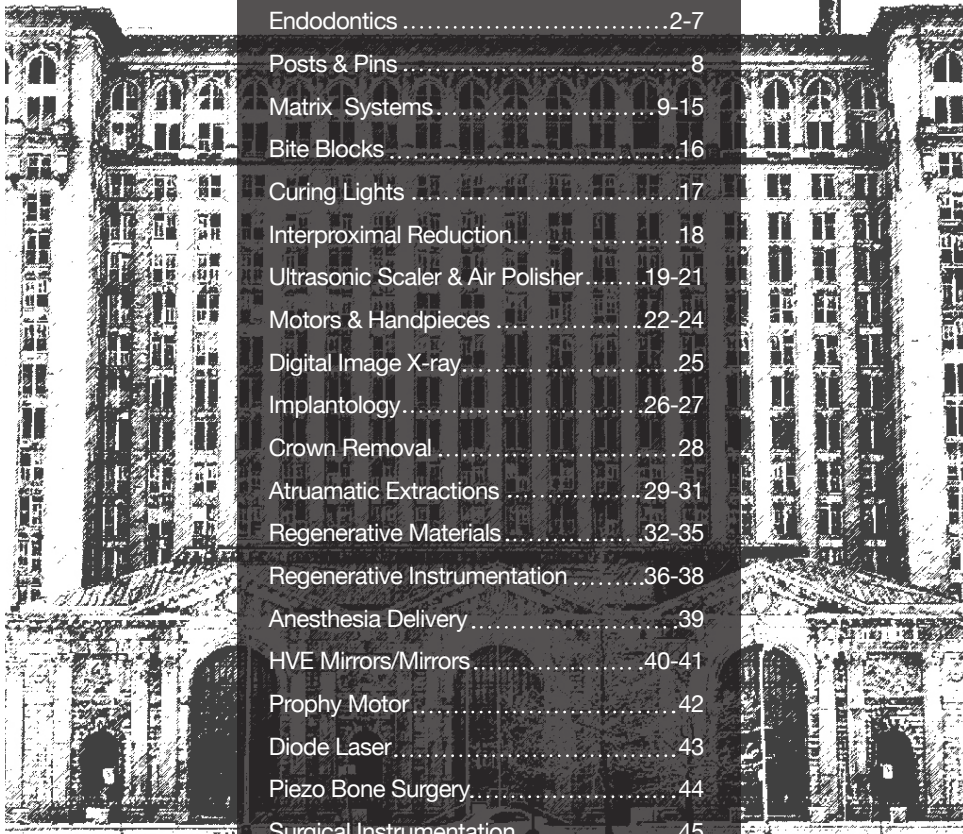 Endodontics 2-7
Posts & Pins 8
Matrix Systems 9-15
Bite Blocks 16
Curing Lights 17
Interproximal Reduction 18
Ultrasonic Scaler & Air Polisher 19-21
Motors & Handpieces 22-24
Digital Image X-ray 25
Implantology 26-27
Crown Removal 28
Atruamatic Extractions 29-31
Regenerative Materials 32-35
Regenerative Instrumentation 36-38
Anesthesia Delivery 39
HVE Mirrors/Mirrors 40-41
Prophy Motor 42
Diode Laser 43
Piezo Bone Surgery 44
Surgical Instrumentation 45